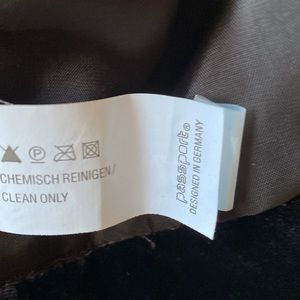 P
CHEMISCH REINIGEN/
CLEAN ONLY
passport®
DESIGNED IN GERMANY